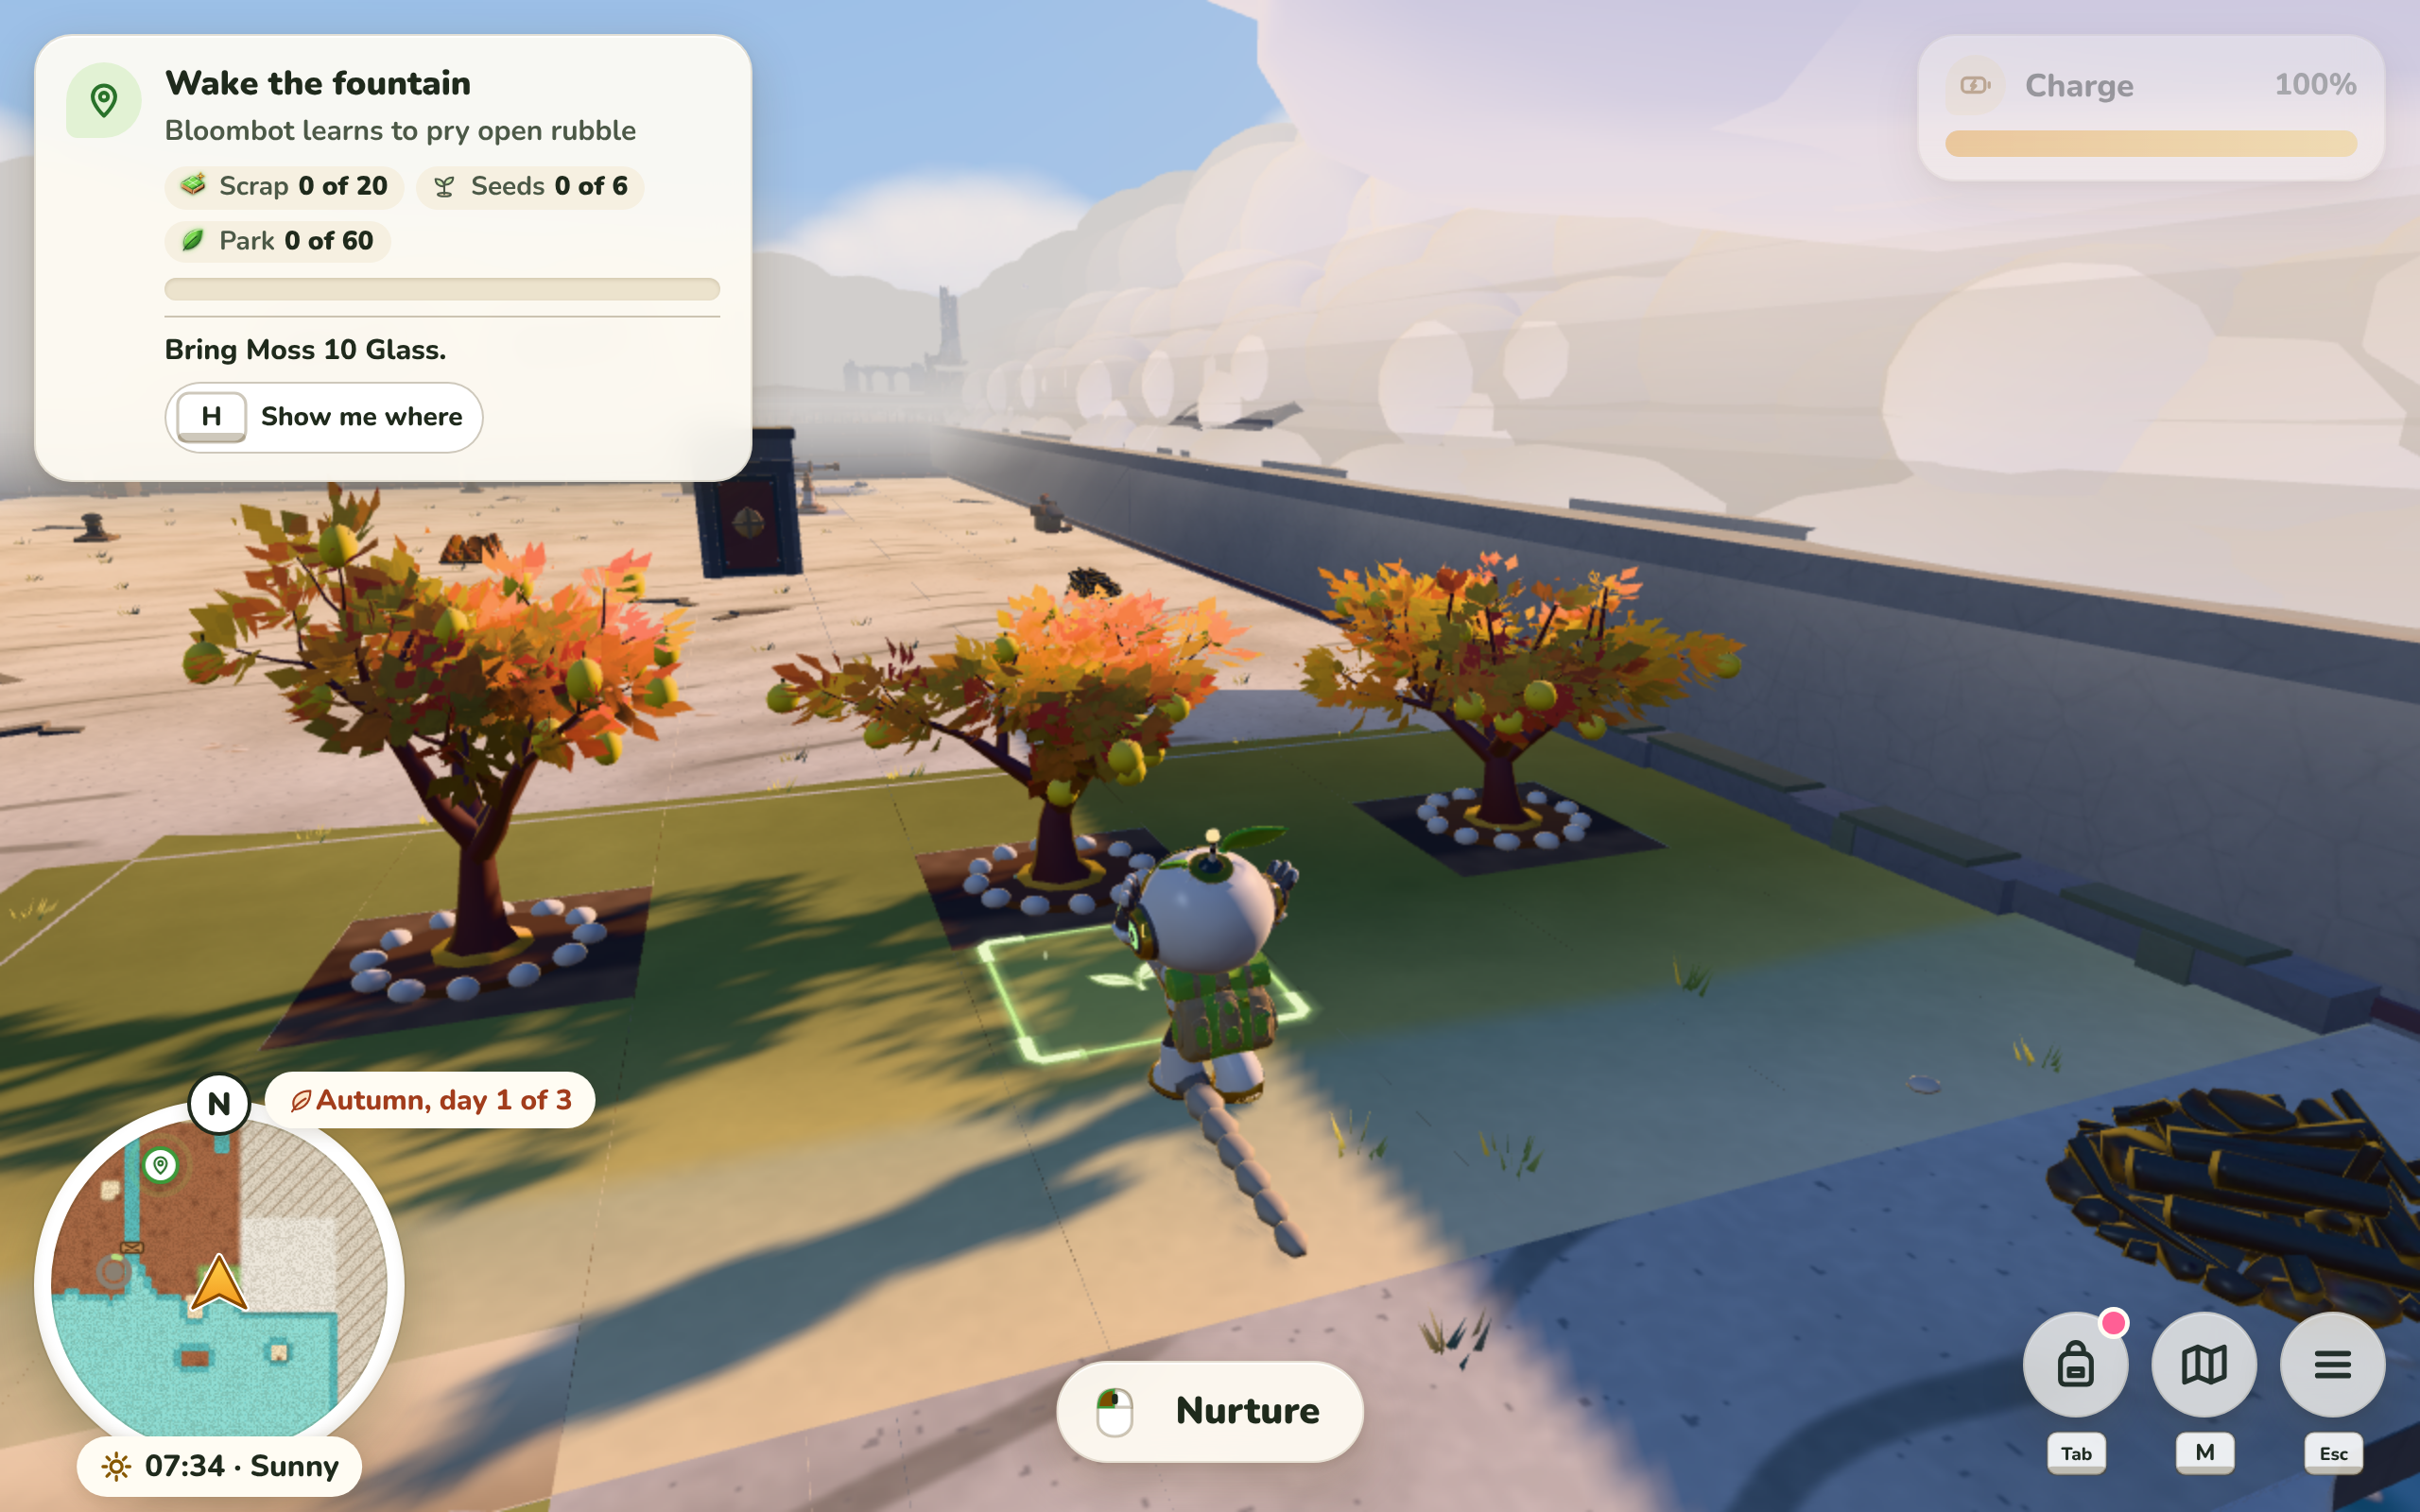 Wake the fountain
Bloombot learns to pry open rubble
Scrap 0 of 20
Seeds 0 of 6
Park 0 of 60
Bring Moss 10 Glass.
H Show me where
Charge 100%
N
Autumn, day 1 of 3
07:34 · Sunny
Nurture
Tab
M
Esc